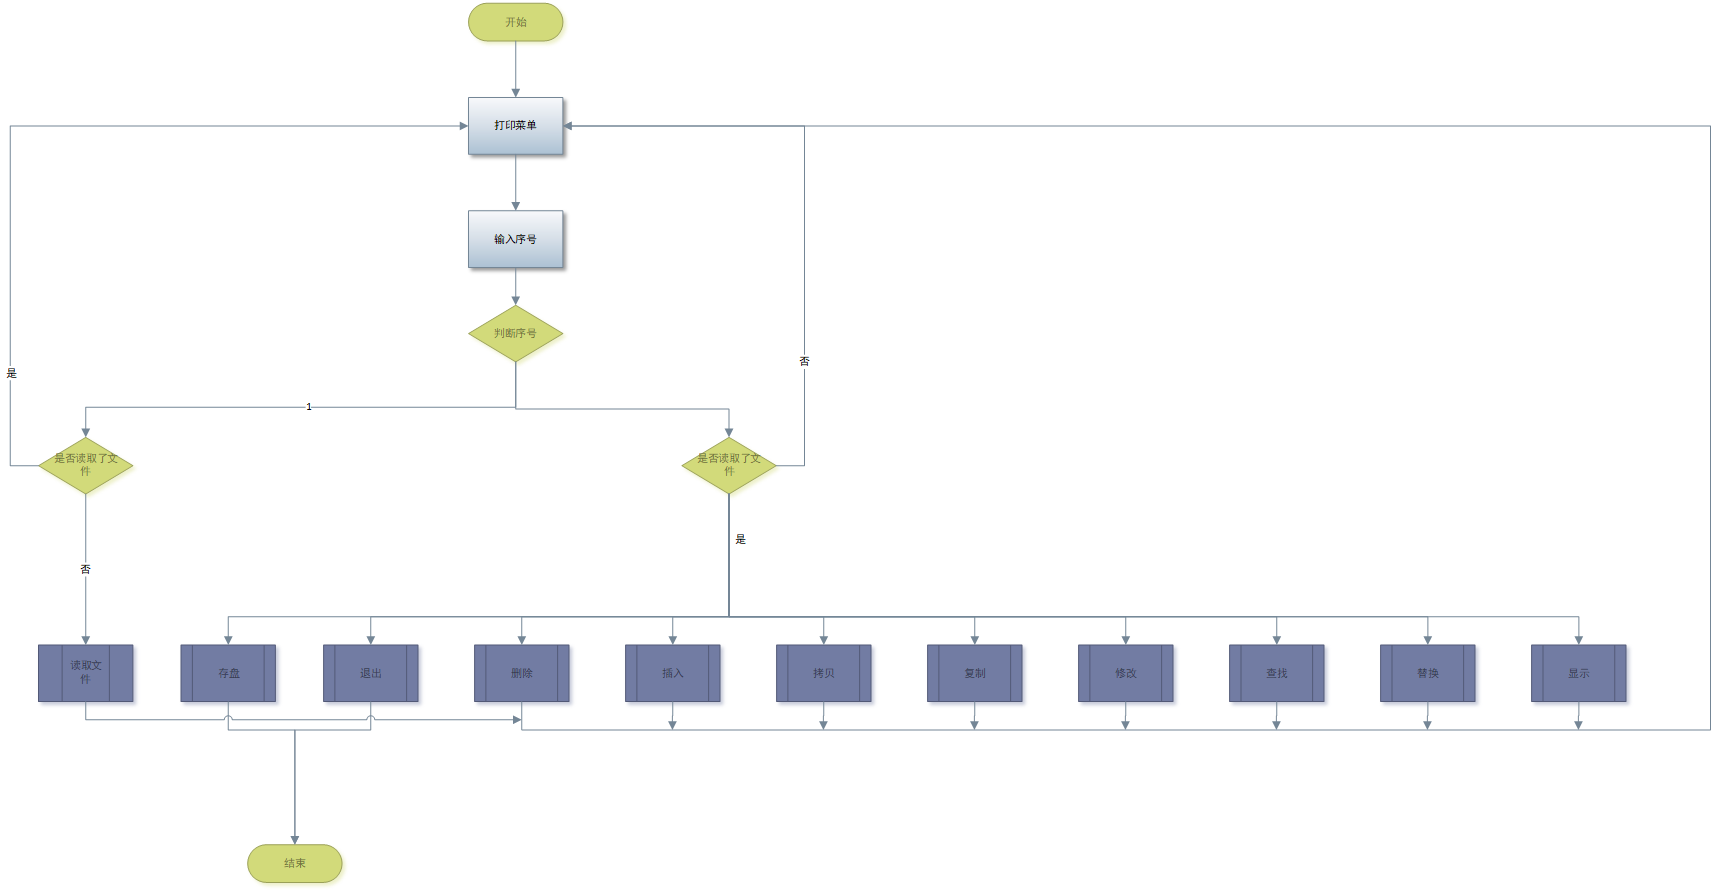 开始
打印菜单
输入序号
判断序号
否
是
1
是否读取了文
件
是否读取了文
件
是
否
读取文
件
存盘
退出
删除
插入
拷贝
复制
修改
查找
替换
显示
结束